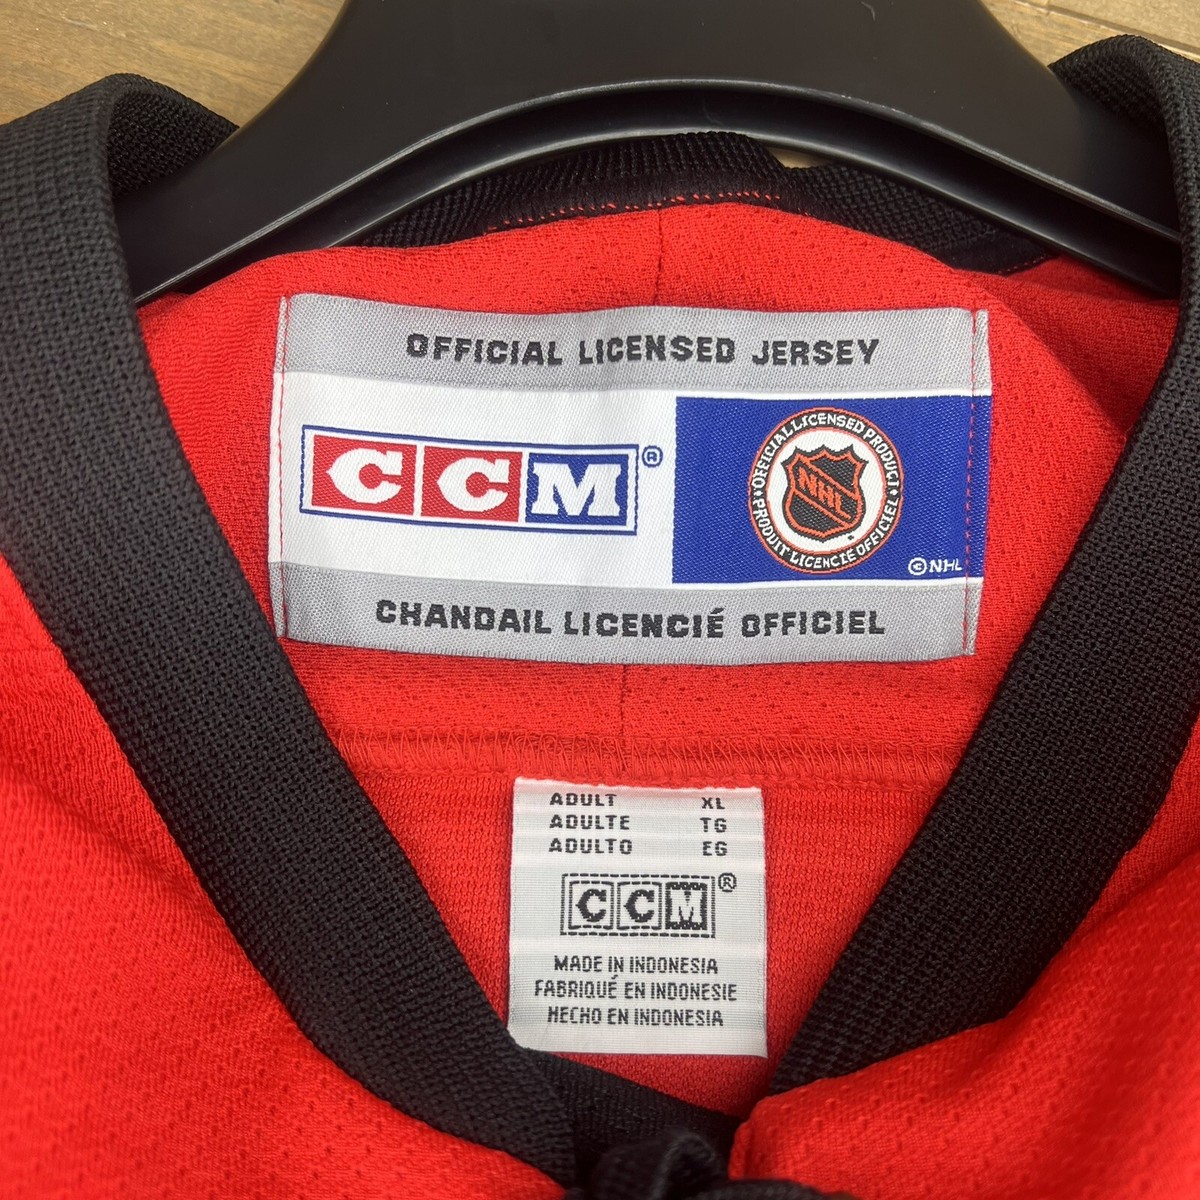 OFFICIAL LICENSED JERSEY
CCM®
OFFICIAL LICENSED PRODUCT
NHL
PRODUIT LICENCIÉ OFFICIEL
©NHL
CHANDAIL LICENCIÉ OFFICIEL
ADULT XL
ADULTE TG
ADULTO EG
CCM®
MADE IN INDONESIA
FABRIQUÉ EN INDONESIE
HECHO EN INDONESIA